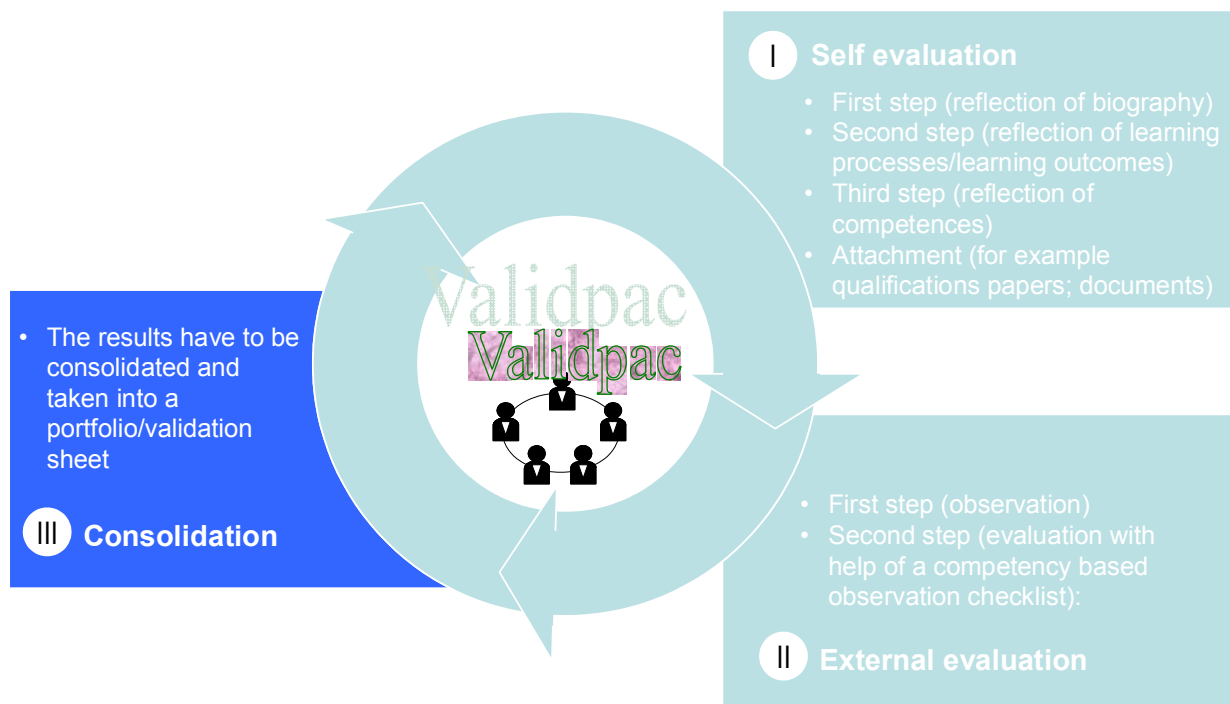 I Self evaluation
• First step (reflection of biography)
• Second step (reflection of learning
processes/learning outcomes)
• Third step (reflection of
competences)
• Attachment (for example
qualifications papers; documents)
Validpac
Validpac
• The results have to be
consolidated and
taken into a
portfolio/validation
sheet
III Consolidation
• First step (observation)
• Second step (evaluation with
help of a competency based
observation checklist):
II External evaluation